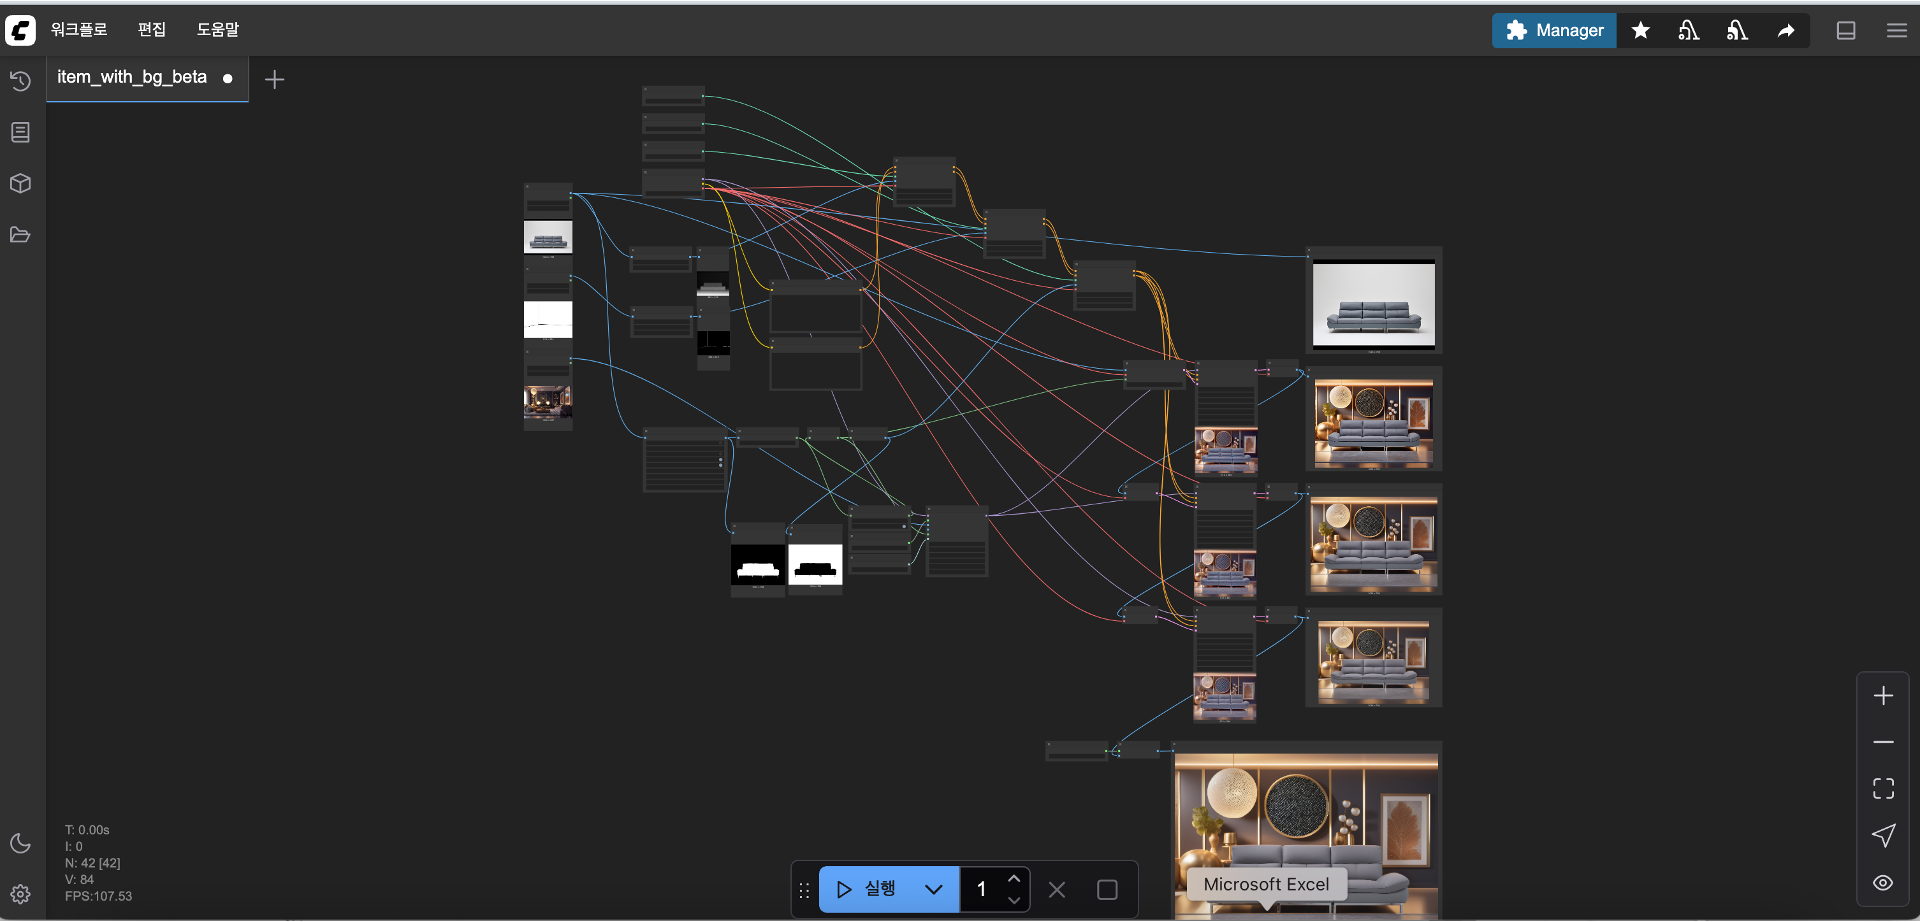 워크플로 편집 도움말
Manager
item_with_bg_beta
T: 0.00s
I: 0
N: 42 [42]
V: 84
FPS:107.53
실행
1
Microsoft Excel